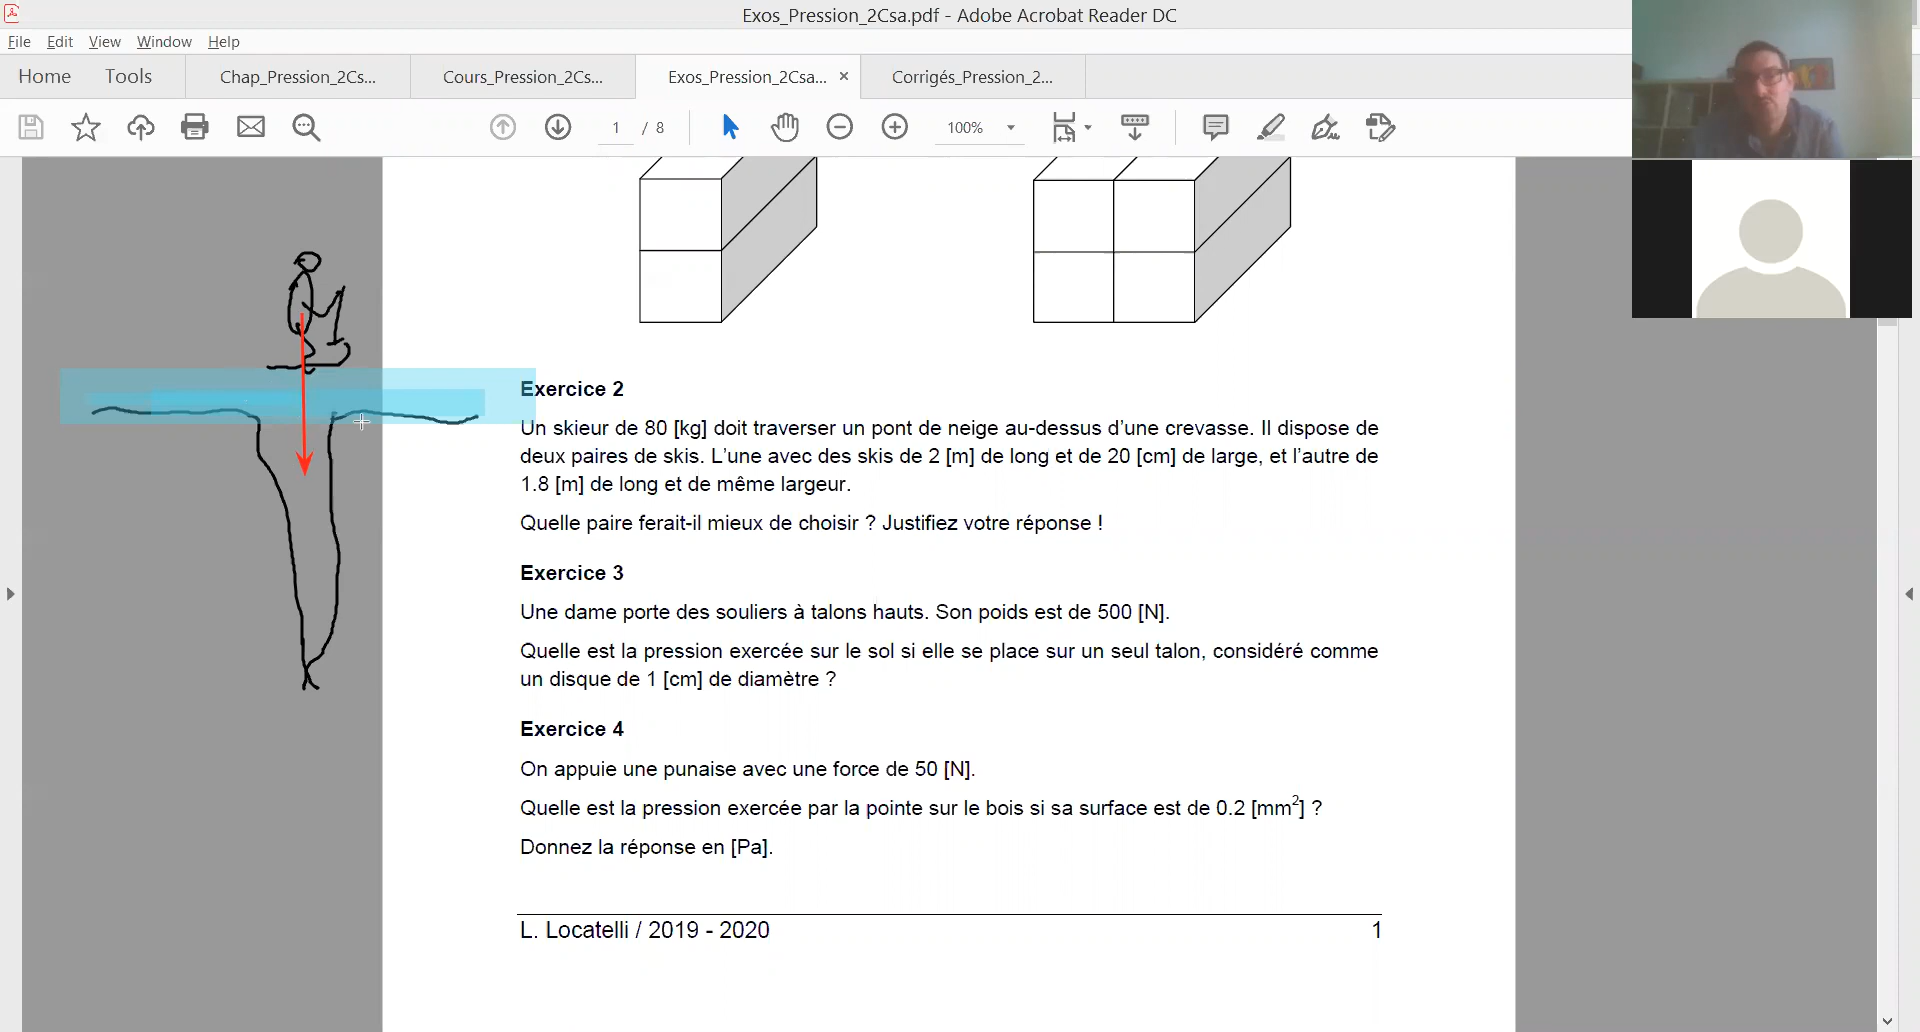 Exos_Pression_2Csa.pdf - Adobe Acrobat Reader DC
File Edit View Window Help
Home Tools Chap_Pression_2Cs... Cours_Pression_2Cs... Exos_Pression_2Csa... × Corrigés_Pression_2...
1 / 8 100%
Exercice 2
Un skieur de 80 [kg] doit traverser un pont de neige au-dessus d’une crevasse. Il dispose de
deux paires de skis. L’une avec des skis de 2 [m] de long et de 20 [cm] de large, et l’autre de
1.8 [m] de long et de même largeur.
Quelle paire ferait-il mieux de choisir ? Justifiez votre réponse !
Exercice 3
Une dame porte des souliers à talons hauts. Son poids est de 500 [N].
Quelle est la pression exercée sur le sol si elle se place sur un seul talon, considéré comme
un disque de 1 [cm] de diamètre ?
Exercice 4
On appuie une punaise avec une force de 50 [N].
Quelle est la pression exercée par la pointe sur le bois si sa surface est de 0.2 [mm²] ?
Donnez la réponse en [Pa].
L. Locatelli / 2019 - 2020 1